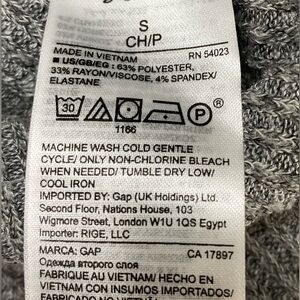 S
CH/P
MADE IN VIETNAM RN 54023
■ US/GB/EG : 63% POLYESTER,
33% RAYON/VISCOSE, 4% SPANDEX/
ELASTANE
30 P
1166
MACHINE WASH COLD GENTLE
CYCLE/ ONLY NON-CHLORINE BLEACH
WHEN NEEDED/ TUMBLE DRY LOW/
COOL IRON
IMPORTED BY: Gap (UK Holdings) Ltd.
Second Floor, Nations House, 103
Wigmore Street, London W1U 1QS Egypt
Importer: RIGE, LLC
MARCA: GAP CA 17897
Одежда второго слоя
FABRIQUE AU VIETNAM/ HECHO EN
VIETNAM CON INSUMOS IMPORTADOS/
FABRICADO NO VIETNÃ